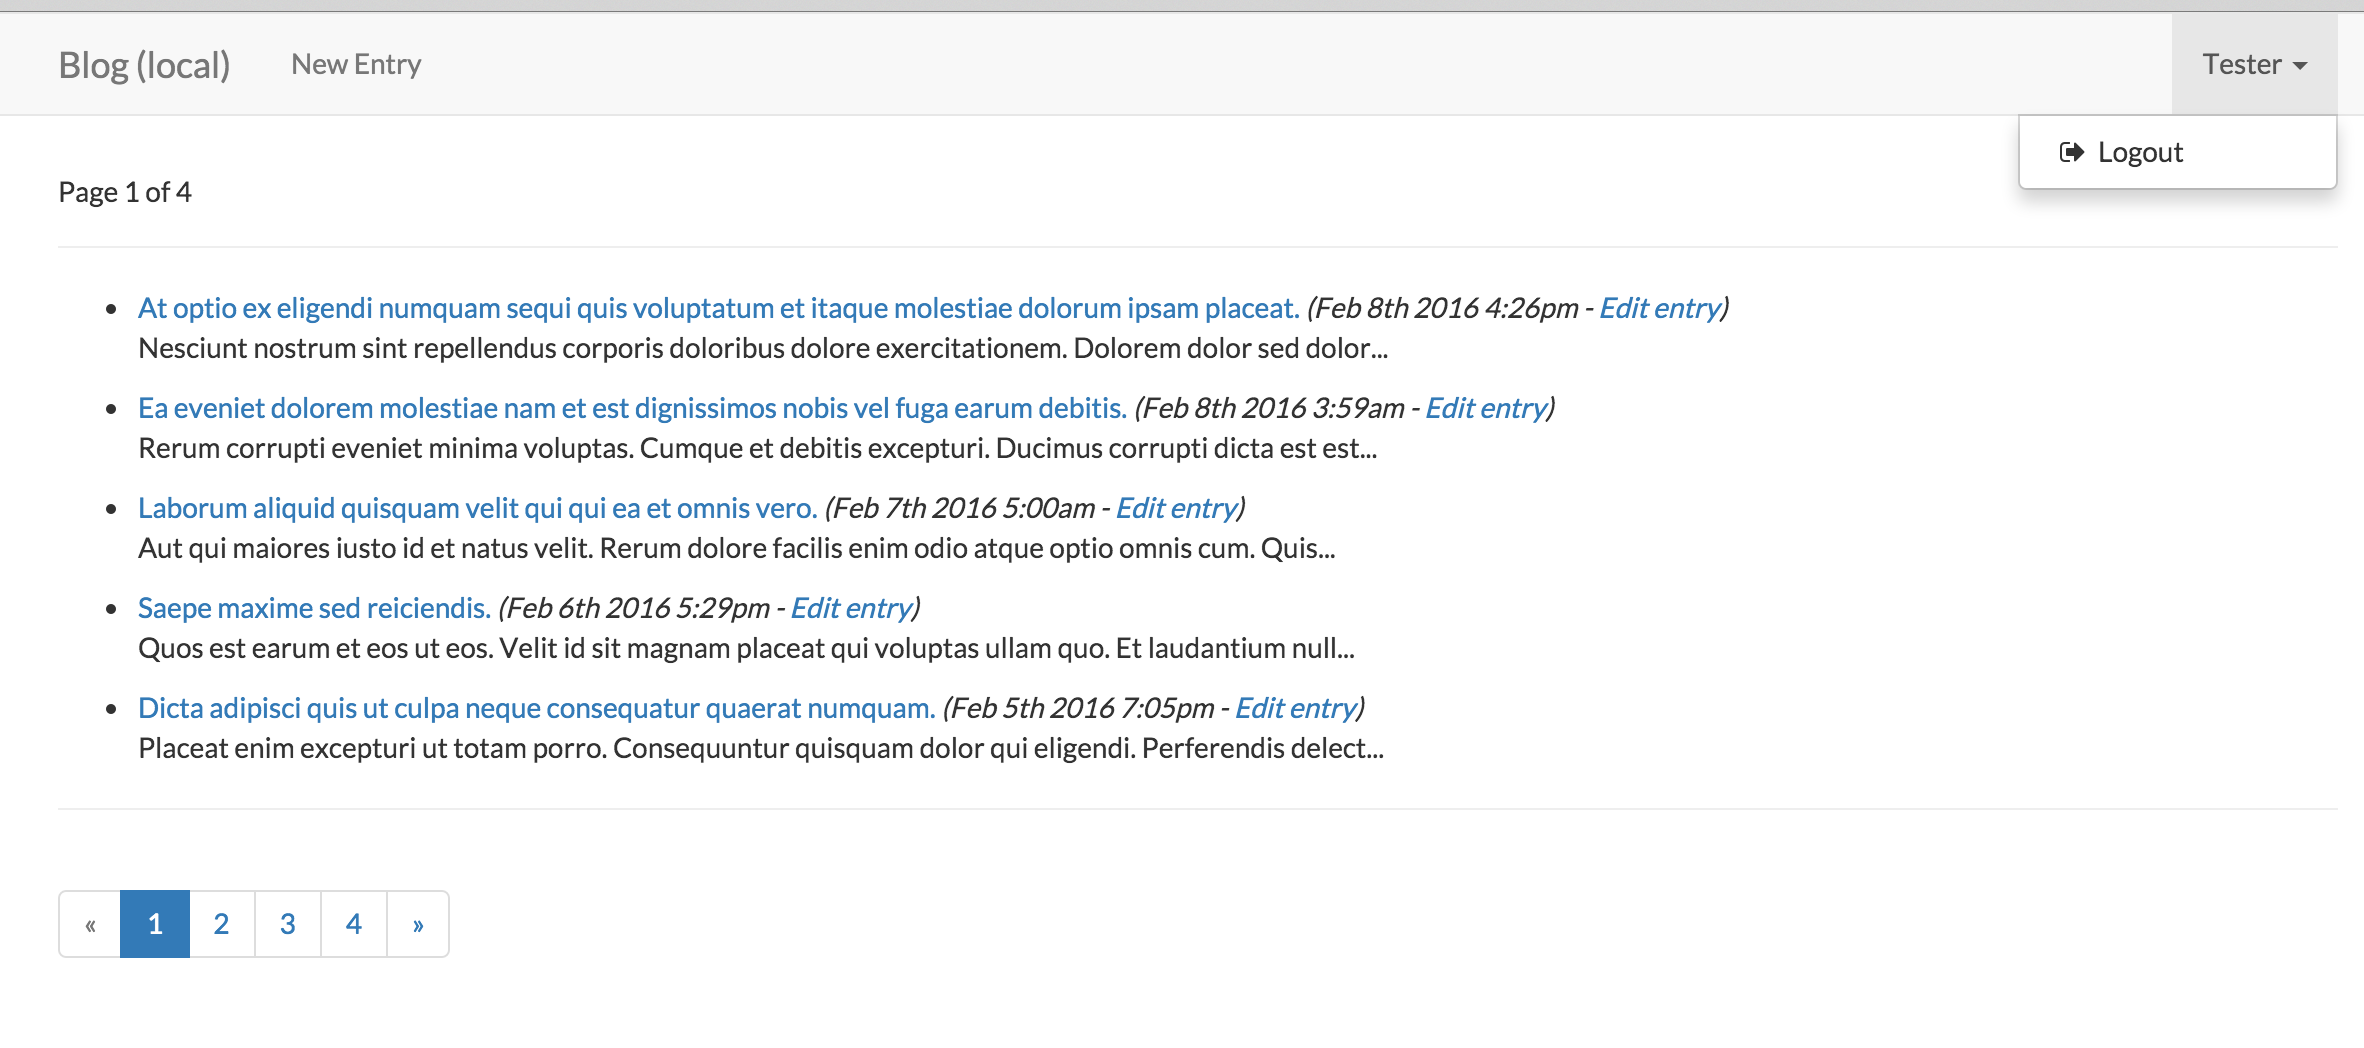 Blog (local) New Entry Tester
Logout
Page 1 of 4
At optio ex eligendi numquam sequi quis voluptatum et itaque molestiae dolorum ipsam placeat. (Feb 8th 2016 4:26pm - Edit entry)
Nesciunt nostrum sint repellendus corporis doloribus dolore exercitationem. Dolorem dolor sed dolor...
Ea eveniet dolorem molestiae nam et est dignissimos nobis vel fuga earum debitis. (Feb 8th 2016 3:59am - Edit entry)
Rerum corrupti eveniet minima voluptas. Cumque et debitis excepturi. Ducimus corrupti dicta est est...
Laborum aliquid quisquam velit qui qui ea et omnis vero. (Feb 7th 2016 5:00am - Edit entry)
Aut qui maiores iusto id et natus velit. Rerum dolore facilis enim odio atque optio omnis cum. Quis...
Saepe maxime sed reiciendis. (Feb 6th 2016 5:29pm - Edit entry)
Quos est earum et eos ut eos. Velit id sit magnam placeat qui voluptas ullam quo. Et laudantium null...
Dicta adipisci quis ut culpa neque consequatur quaerat numquam. (Feb 5th 2016 7:05pm - Edit entry)
Placeat enim excepturi ut totam porro. Consequuntur quisquam dolor qui eligendi. Perferendis delect...
« 1 2 3 4 »